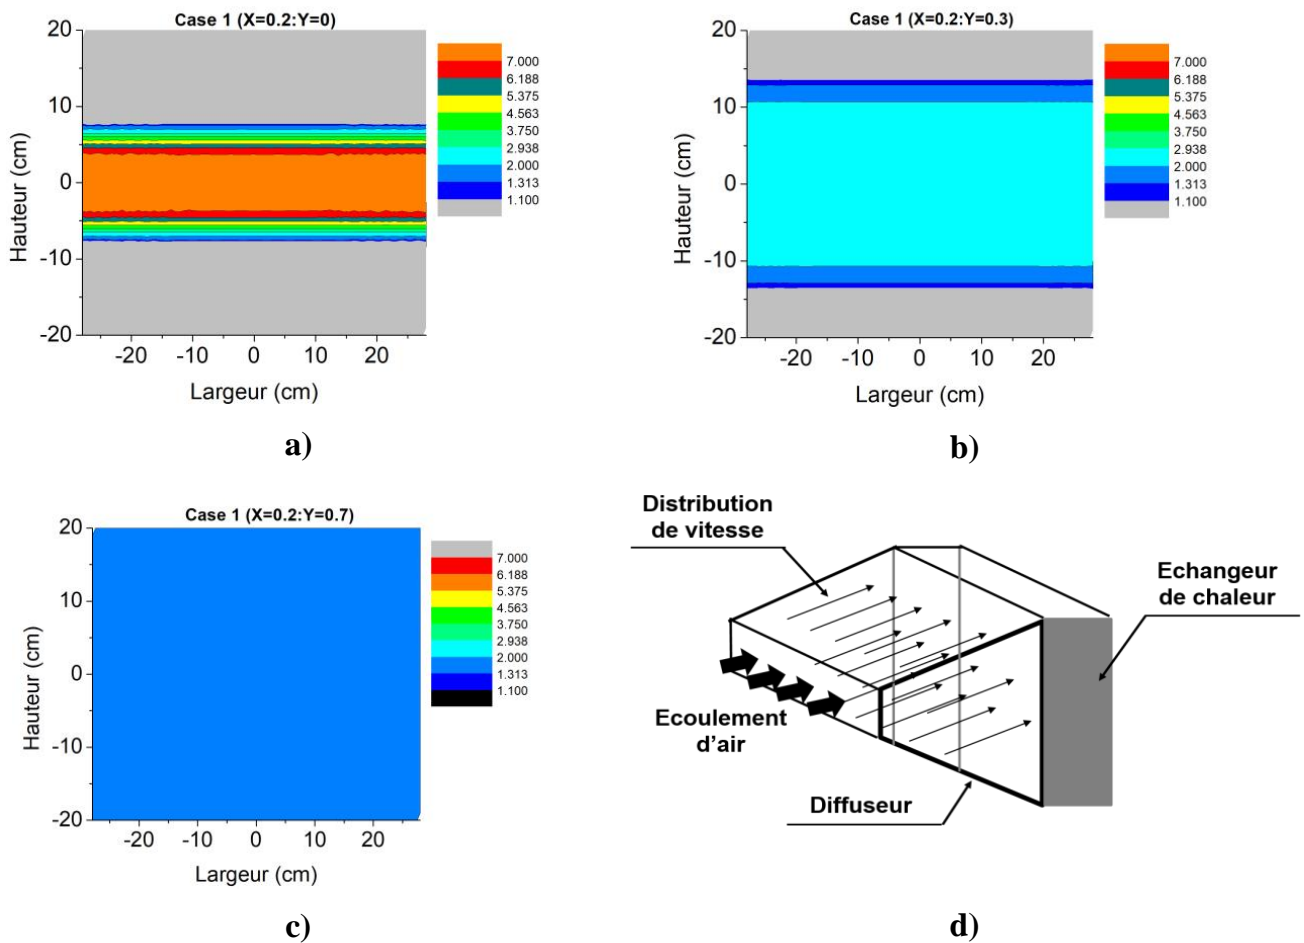 Case 1 (X=0.2:Y=0)
20
10
0
-10
-20
Hauteur (cm)
-20 -10 0 10 20
Largeur (cm)
7.000
6.188
5.375
4.563
3.750
2.938
2.000
1.313
1.100
a)
Case 1 (X=0.2:Y=0.3)
20
10
0
-10
-20
Hauteur (cm)
-20 -10 0 10 20
Largeur (cm)
7.000
6.188
5.375
4.563
3.750
2.938
2.000
1.313
1.100
b)
Case 1 (X=0.2:Y=0.7)
20
10
0
-10
-20
Hauteur (cm)
-20 -10 0 10 20
Largeur (cm)
7.000
6.188
5.375
4.563
3.750
2.938
2.000
1.313
1.100
c)
Distribution
de vitesse
Echangeur
de chaleur
Ecoulement
d’air
Diffuseur
d)